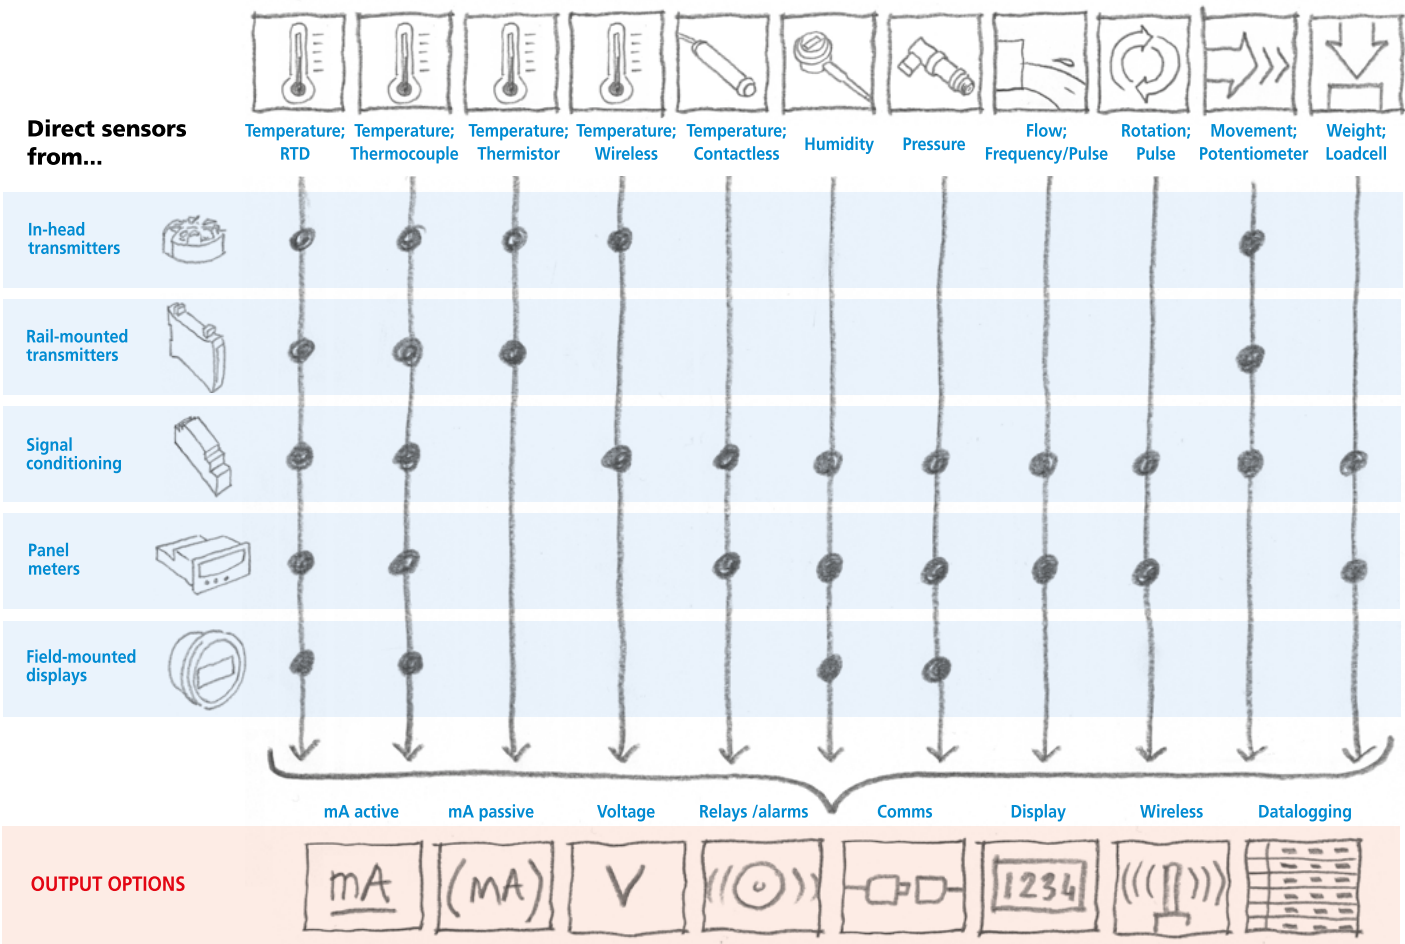 Direct sensors
from...
Temperature;
RTD
Temperature;
Thermocouple
Temperature;
Thermistor
Temperature;
Wireless
Temperature;
Contactless
Humidity
Pressure
Flow;
Frequency/Pulse
Rotation;
Pulse
Movement;
Potentiometer
Weight;
Loadcell
In-head
transmitters
Rail-mounted
transmitters
Signal
conditioning
Panel
meters
Field-mounted
displays
mA active
mA passive
Voltage
Relays /alarms
Comms
Display
Wireless
Datalogging
OUTPUT OPTIONS
mA
(mA)
V
1234